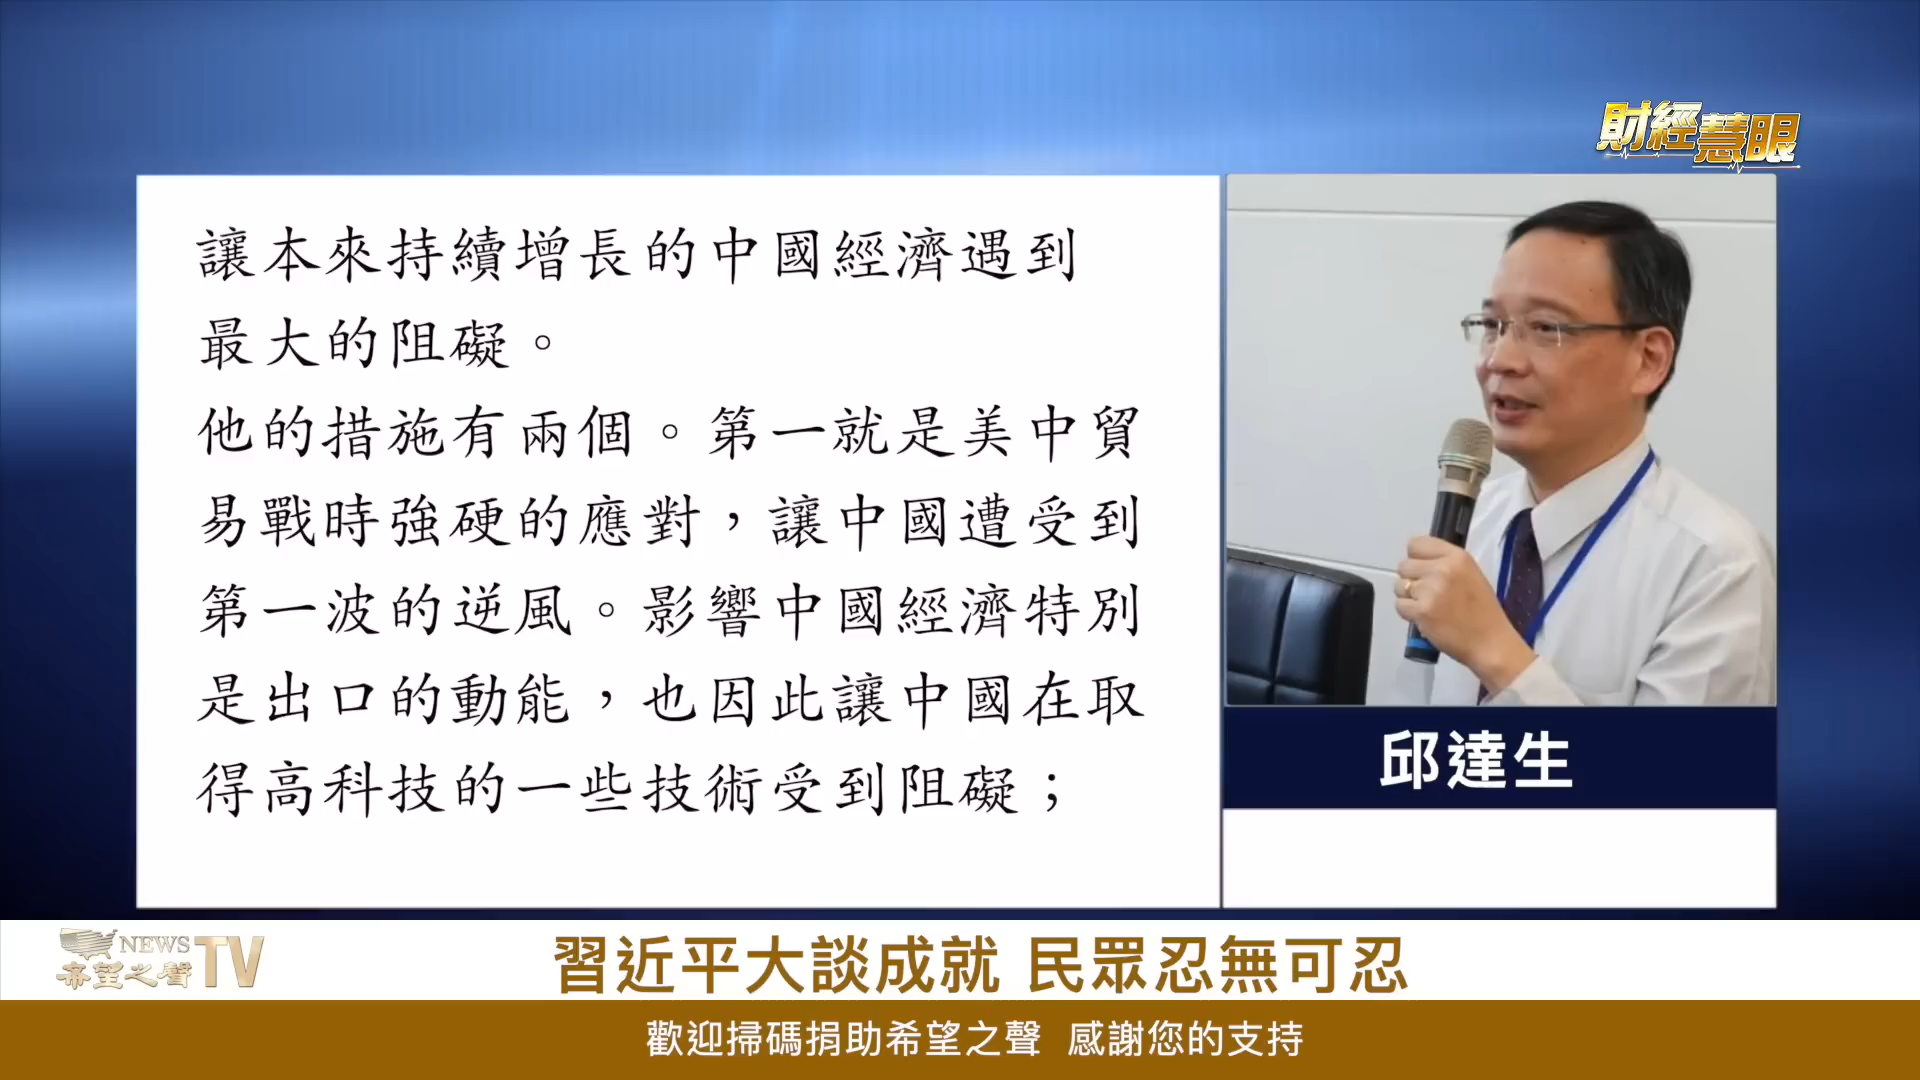 財經慧眼
讓本來持續增長的中國經濟遇到
最大的阻礙。
他的措施有兩個。第一就是美中貿
易戰時強硬的應對，讓中國遭受到
第一波的逆風。影響中國經濟特別
是出口的動能，也因此讓中國在取
得高科技的一些技術受到阻礙；
邱達生
NEWS
希望之聲TV
習近平大談成就 民眾忍無可忍
歡迎掃碼捐助希望之聲 感謝您的支持